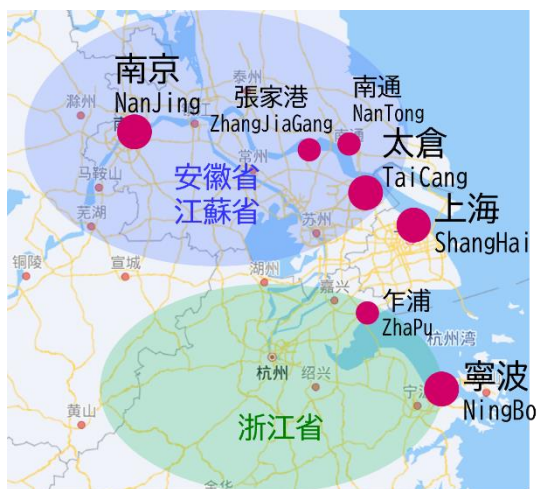 南京
NanJing
泰州
滁州
南通
NanTong
張家港
ZhangJiaGang
太倉
TaiCang
常州
马鞍山
安徽省
江蘇省
上海
ShangHai
芜湖
苏州
铜陵
宣城
湖州
嘉兴
乍浦
ZhaPu
杭州湾
杭州
绍兴
寧波
NingBo
宁波
黄山
浙江省
金华